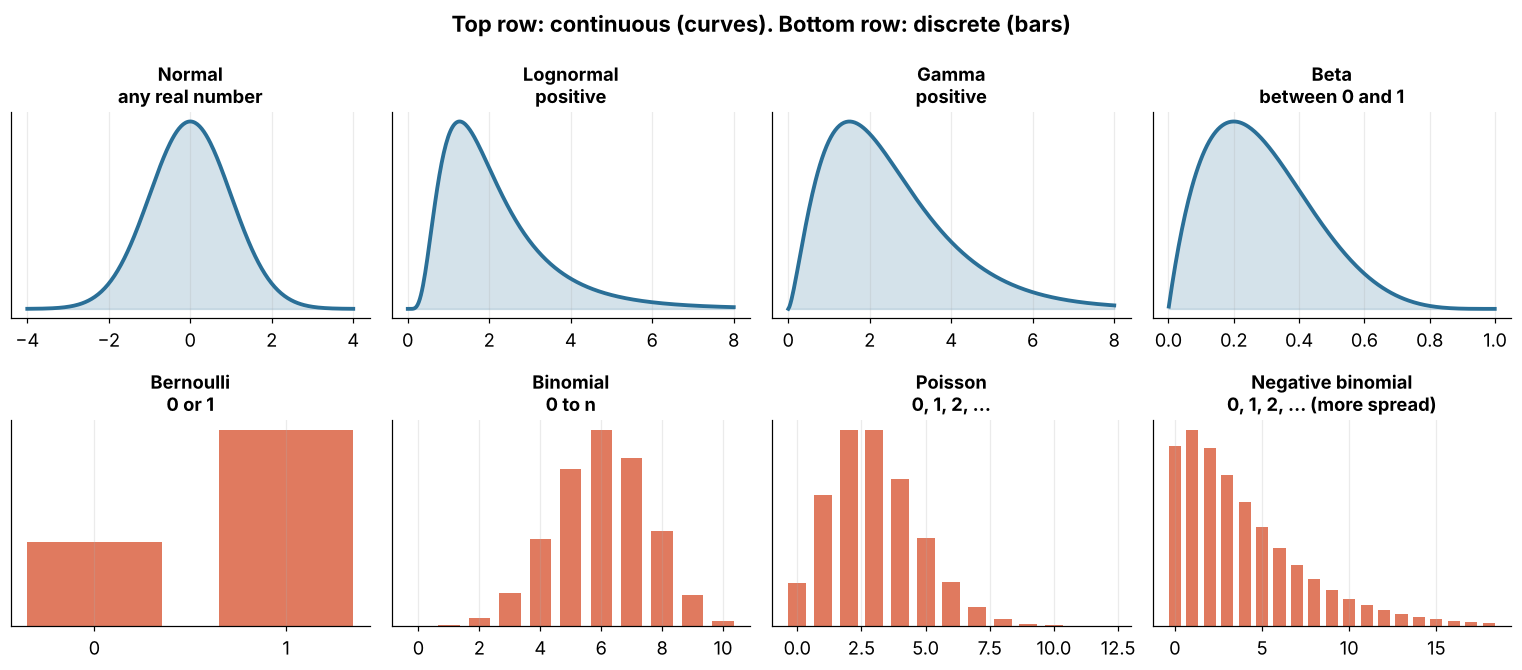 Top row: continuous (curves). Bottom row: discrete (bars)
Normal
any real number
Lognormal
positive
Gamma
positive
Beta
between 0 and 1
−4 −2 0 2 4
0 2 4 6 8
0 2 4 6 8
0.0 0.2 0.4 0.6 0.8 1.0
Bernoulli
0 or 1
Binomial
0 to n
Poisson
0, 1, 2, …
Negative binomial
0, 1, 2, … (more spread)
0 1
0 2 4 6 8 10
0.0 2.5 5.0 7.5 10.0 12.5
0 5 10 15